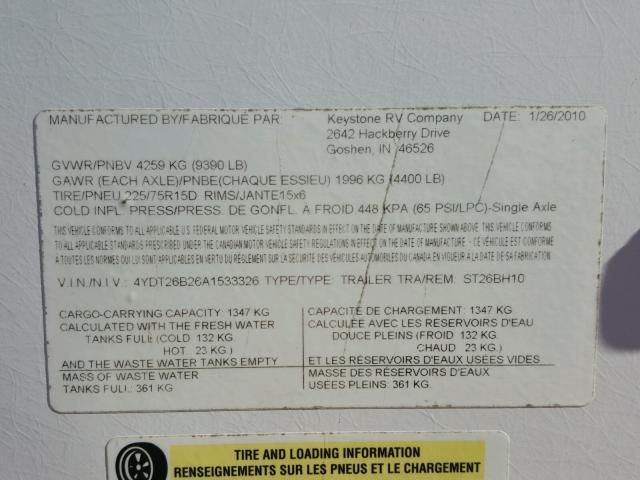 MANUFACTURED BY/FABRIQUE PAR: Keystone RV Company DATE: 1/26/2010
2642 Hackberry Drive
Goshen, IN 46526
GVWR/PNBV 4259 KG (9390 LB)
GAWR (EACH AXLE)/PNBE(CHAQUE ESSIEU) 1996 KG (4400 LB)
TIRE/PNEU 225/75R15D RIMS/JANTE15x6
COLD INFL. PRESS/PRESS. DE GONFL. À FROID 448 KPA (65 PSI/LPC)-Single Axle
THIS VEHICLE CONFORMS TO ALL APPLICABLE U.S. FEDERAL MOTOR VEHICLE SAFETY STANDARDS IN EFFECT ON THE DATE OF MANUFACTURE SHOWN ABOVE. THIS VEHICLE CONFORMS
TO ALL APPLICABLE STANDARDS PRESCRIBED UNDER THE CANADIAN MOTOR VEHICLE SAFETY REGULATIONS IN EFFECT ON THE DATE OF MANUFACTURE - CE VÉHICULE EST CONFORME
À TOUTES LES NORMES QUI LUI SONT APPLICABLES EN VERTU DU RÈGLEMENT SUR LA SÉCURITÉ DES VÉHICULES AUTOMOBILES DU CANADA EN VIGUEUR À LA DATE DE SA FABRICATION
V.I.N./N.I.V.: 4YDT26B26A1533326 TYPE/TYPE: TRAILER TRA/REM: ST26BH10
CARGO-CARRYING CAPACITY: 1347 KG
CALCULATED WITH THE FRESH WATER
TANKS FULL (COLD 132 KG.
HOT 23 KG.)
AND THE WASTE WATER TANKS EMPTY
MASS OF WASTE WATER
TANKS FULL: 361 KG.
CAPACITÉ DE CHARGEMENT: 1347 KG
CALCULÉE AVEC LES RÉSERVOIRS D'EAU
DOUCE PLEINS (FROID 132 KG.
CHAUD 23 KG.)
ET LES RÉSERVOIRS D'EAUX USÉES VIDES
MASSE DES RÉSERVOIRS D'EAUX
USÉES PLEINS: 361 KG.
TIRE AND LOADING INFORMATION
RENSEIGNEMENTS SUR LES PNEUS ET LE CHARGEMENT